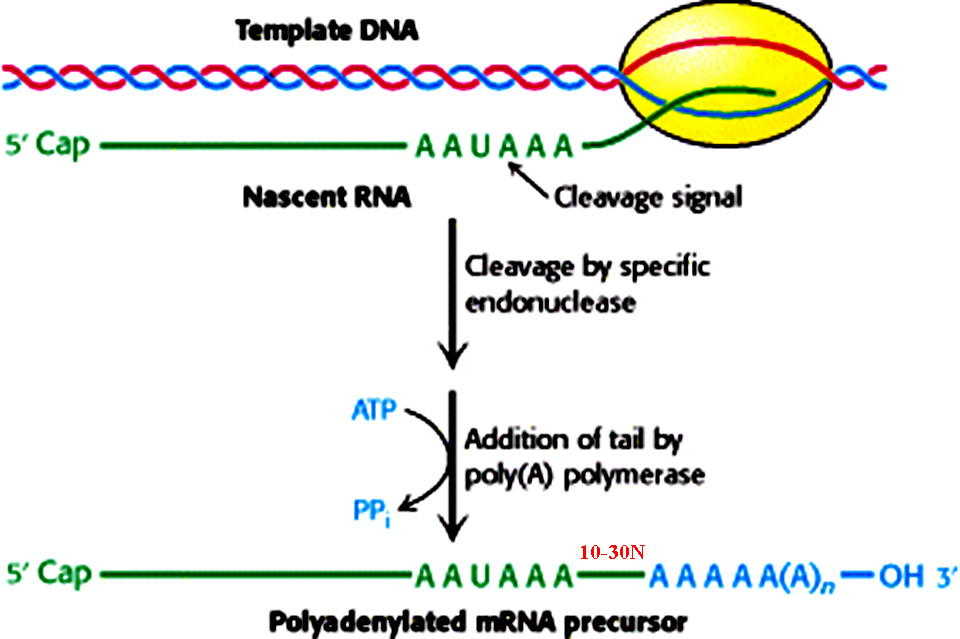 Template DNA
5′ Cap AAUAAA
Nascent RNA
Cleavage signal
Cleavage by specific
endonuclease
ATP
Addition of tail by
poly(A) polymerase
PPi
10-30N
5′ Cap AAUAAA AAAAA(A)n OH 3′
Polyadenylated mRNA precursor